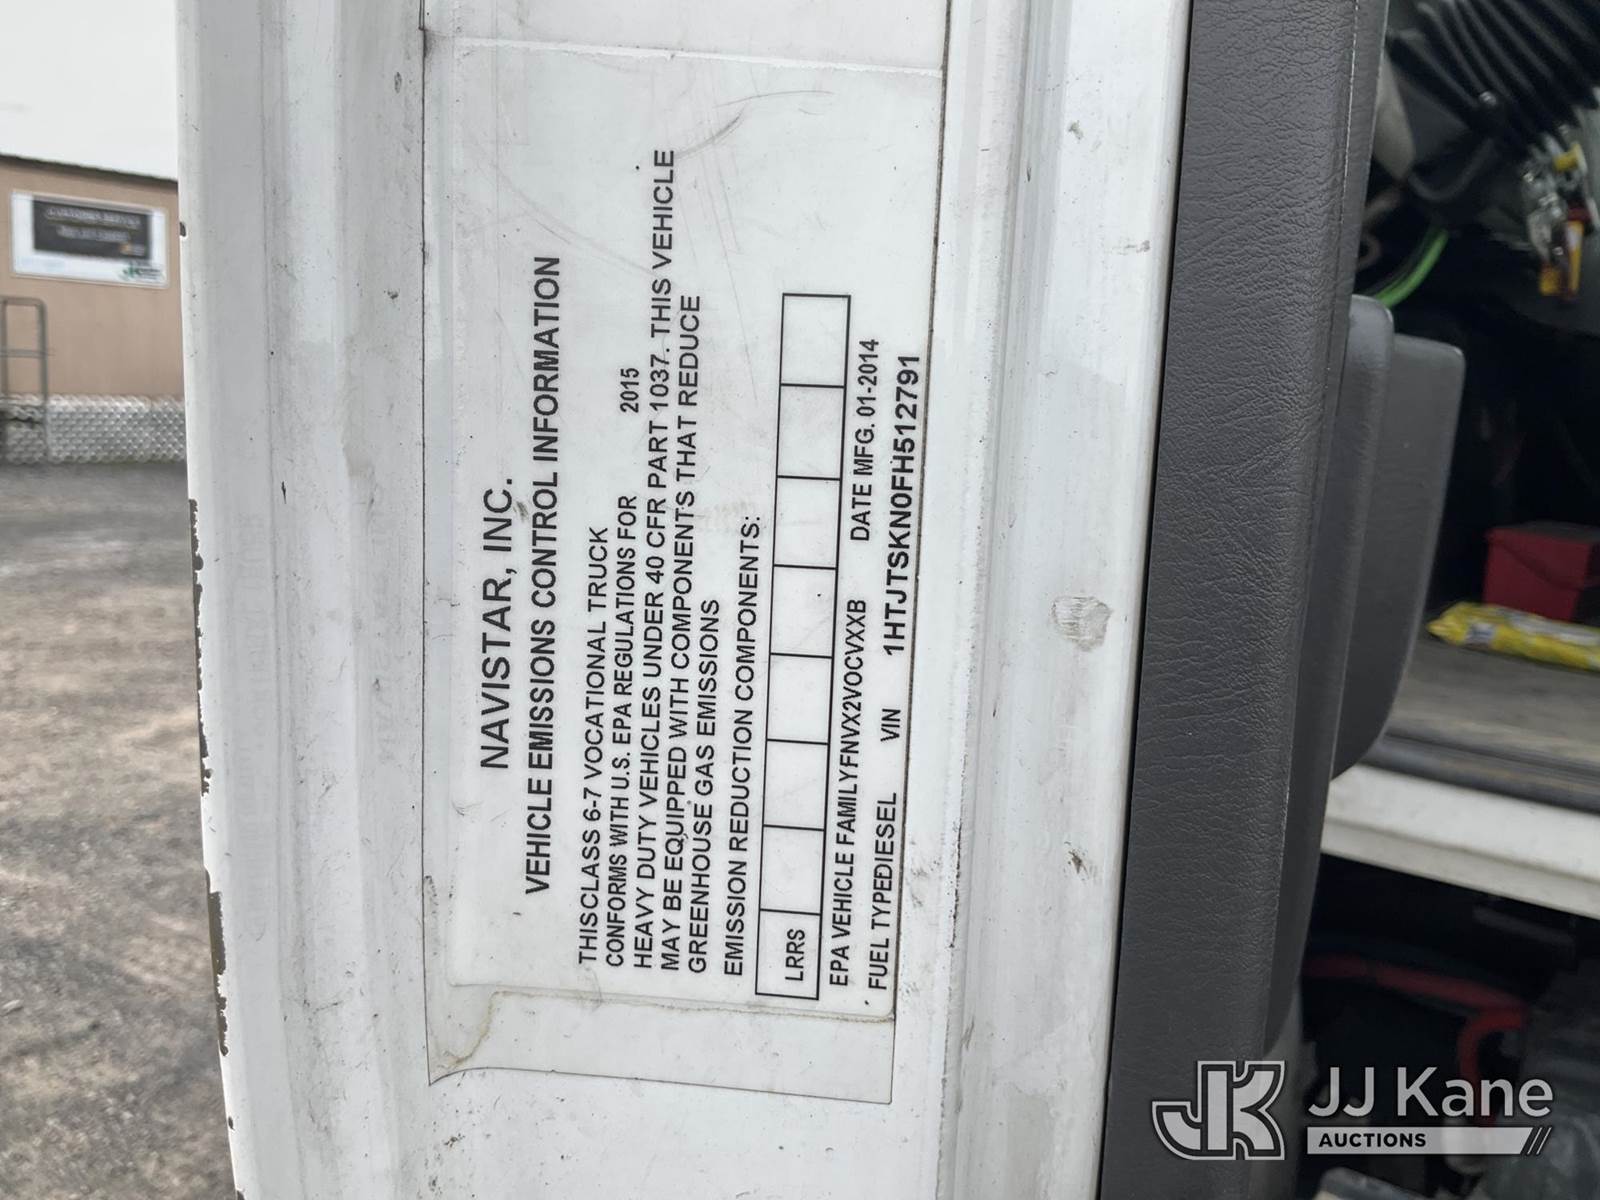 NAVISTAR, INC.
VEHICLE EMISSIONS CONTROL INFORMATION
THISCLASS 6-7 VOCATIONAL TRUCK
CONFORMS WITH U.S. EPA REGULATIONS FOR 2015
HEAVY DUTY VEHICLES UNDER 40 CFR PART 1037. THIS VEHICLE
MAY BE EQUIPPED WITH COMPONENTS THAT REDUCE
GREENHOUSE GAS EMISSIONS
EMISSION REDUCTION COMPONENTS:
LRRS
EPA VEHICLE FAMILYFNVX2VOCVXXXB DATE MFG. 01-2014
FUEL TYPEDIESEL VIN 1HTJTSKN0FH512791
JK JJ Kane
AUCTIONS